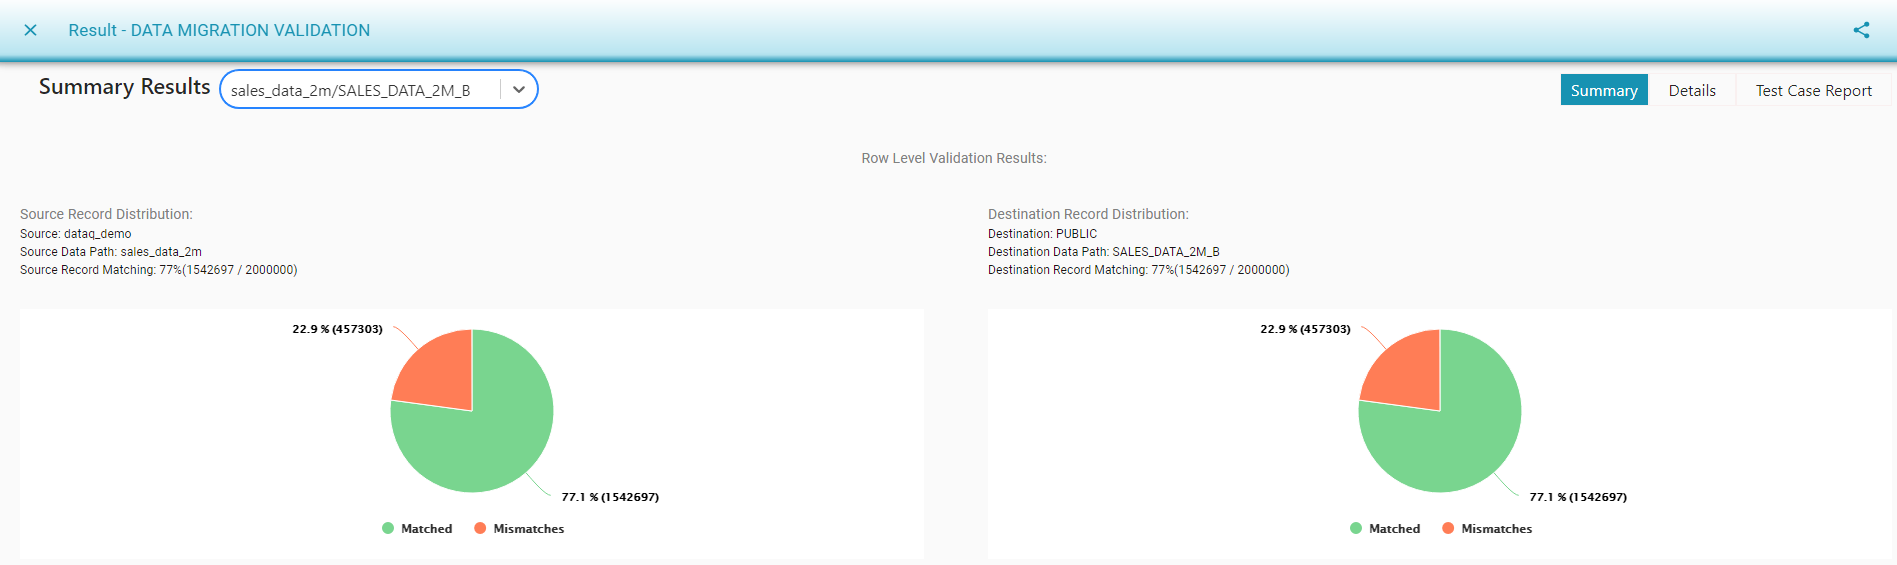 Result - DATA MIGRATION VALIDATION
Summary Results
sales_data_2m/SALES_DATA_2M_B
Summary
Details
Test Case Report
Row Level Validation Results:
Source Record Distribution:
Source: dataq_demo
Source Data Path: sales_data_2m
Source Record Matching: 77%(1542697 / 2000000)
22.9 % (457303)
77.1 % (1542697)
Matched
Mismatches
Destination Record Distribution:
Destination: PUBLIC
Destination Data Path: SALES_DATA_2M_B
Destination Record Matching: 77%(1542697 / 2000000)
22.9 % (457303)
77.1 % (1542697)
Matched
Mismatches